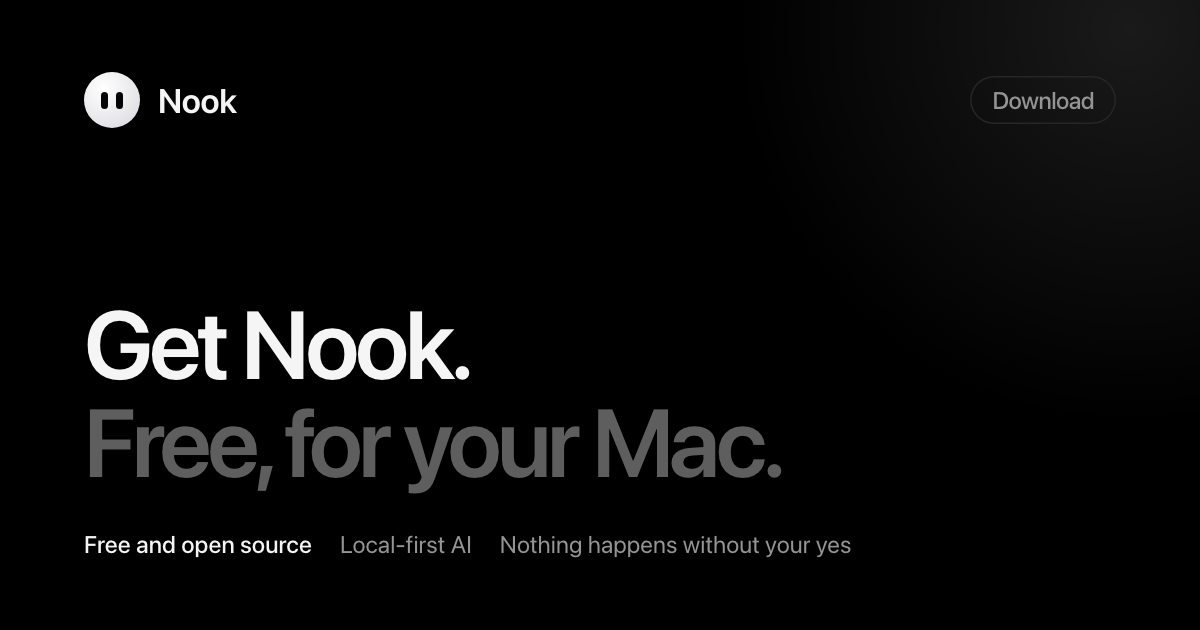 Nook
Download
Get Nook.
Free, for your Mac.
Free and open source Local-first AI Nothing happens without your yes